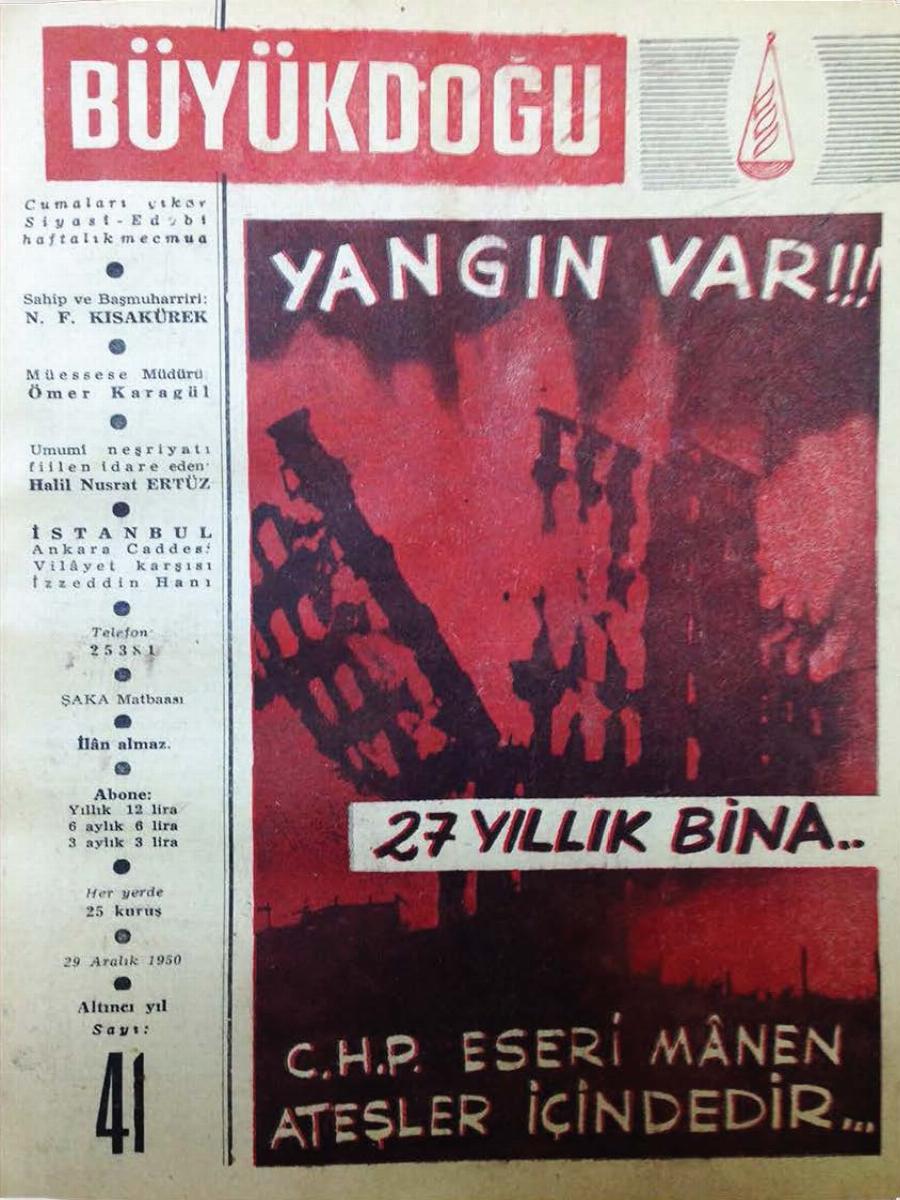 BÜYÜKDOĞU
Cumaları çıkar
Siyasî-Edebî
haftalık mecmua
Sahip ve Başmuharriri:
N. F. KISAKÜREK
Müessese Müdürü
Ömer Karagül
Umumî neşriyatı
fiilen idare eden
Halil Nusrat ERTÜZ
İSTANBUL
Ankara Caddesi
Vilâyet karşısı
İzzeddin Hanı
Telefon
25381
ŞAKA Matbaası
İlân almaz.
Abone:
Yıllık 12 lira
6 aylık 6 lira
3 aylık 3 lira
Her yerde
25 kuruş
29 Aralık 1950
Altıncı yıl
Sayı:
41
YANGIN VAR!!!
27 YILLIK BİNA..
C.H.P. ESERİ MÂNEN
ATEŞLER İÇİNDEDİR...